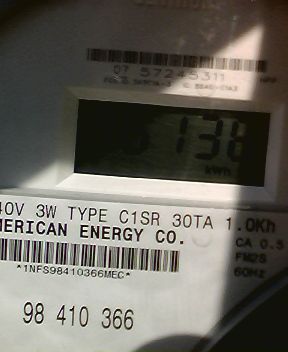 07 57245311
138
kWh
40V 3W TYPE C1SR 30TA 1.0Kh
MERICAN ENERGY CO.
CA 0.5
FM2S
60Hz
*1NFS98410366MEC*
98 410 366